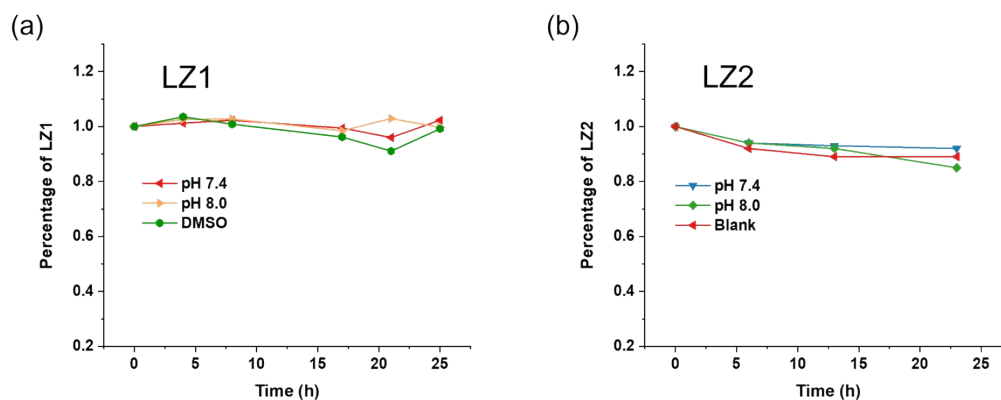 (a)
LZ1
Percentage of LZ1
1.2
1.0
0.8
0.6
0.4
0.2
pH 7.4
pH 8.0
DMSO
0 5 10 15 20 25
Time (h)
(b)
LZ2
Percentage of LZ2
1.2
1.0
0.8
0.6
0.4
0.2
pH 7.4
pH 8.0
Blank
0 5 10 15 20 25
Time (h)